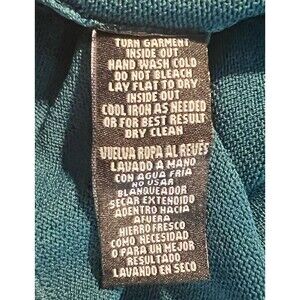 TURN GARMENT
INSIDE OUT
HAND WASH COLD
DO NOT BLEACH
LAY FLAT TO DRY
INSIDE OUT
COOL IRON AS NEEDED
OR FOR BEST RESULT
DRY CLEAN
VUELVA ROPA AL REVÉS
LAVADO A MANO
CON AGUA FRÍA
NO USAR
BLANQUEADOR
SECAR EXTENDIDO
ADENTRO HACIA
AFUERA
HIERRO FRESCO
COMO NECESIDAD
O PARA UN MEJOR
RESULTADO
LAVANDO EN SECO